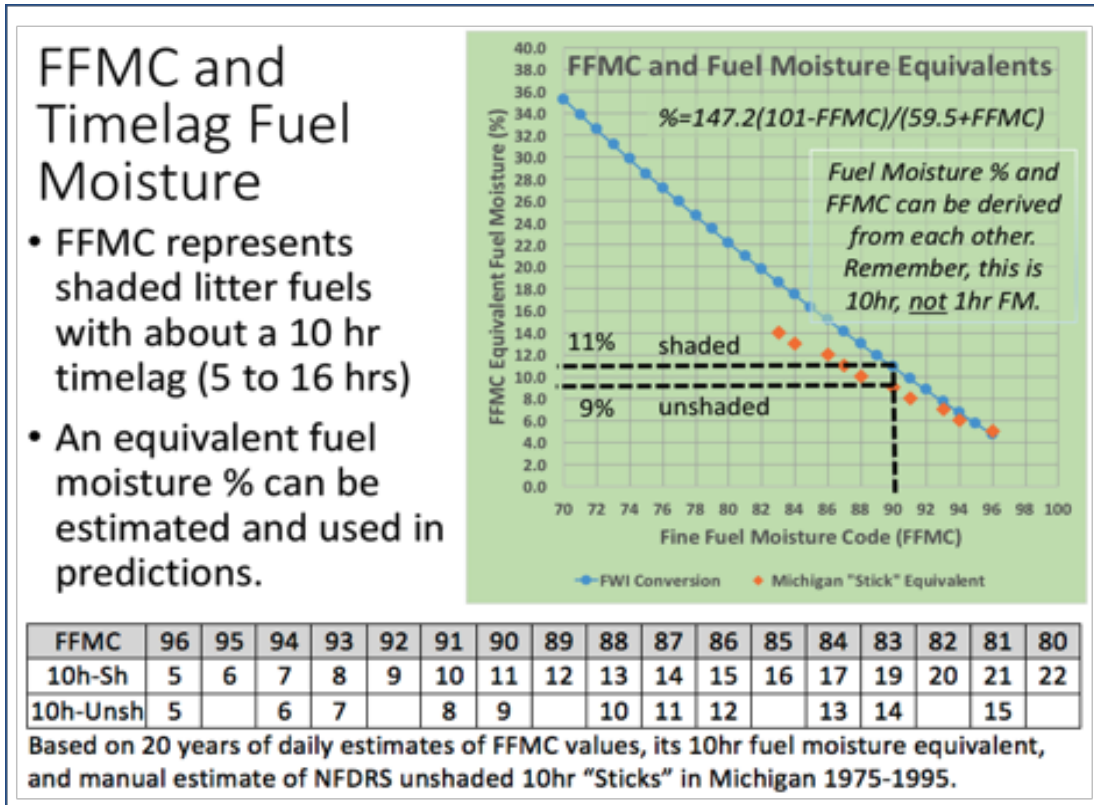 FFMC and
Timelag Fuel
Moisture
• FFMC represents
shaded litter fuels
with about a 10 hr
timelag (5 to 16 hrs)
• An equivalent fuel
moisture % can be
estimated and used in
predictions.
FFMC and Fuel Moisture Equivalents
%=147.2(101-FFMC)/(59.5+FFMC)
Fuel Moisture % and
FFMC can be derived
from each other.
Remember, this is
10hr, not 1hr FM.
FFMC Equivalent Fuel Moisture (%)
40.0
38.0
36.0
34.0
32.0
30.0
28.0
26.0
24.0
22.0
20.0
18.0
16.0
14.0
12.0
10.0
8.0
6.0
4.0
2.0
0.0
11% shaded
9% unshaded
70 72 74 76 78 80 82 84 86 88 90 92 94 96 98 100
Fine Fuel Moisture Code (FFMC)
FWI Conversion Michigan "Stick" Equivalent
FFMC 96 95 94 93 92 91 90 89 88 87 86 85 84 83 82 81 80
10h-Sh 5 6 7 8 9 10 11 12 13 14 15 16 17 19 20 21 22
10h-Unsh 5 6 7 8 9 10 11 12 13 14 15
Based on 20 years of daily estimates of FFMC values, its 10hr fuel moisture equivalent,
and manual estimate of NFDRS unshaded 10hr “Sticks” in Michigan 1975-1995.